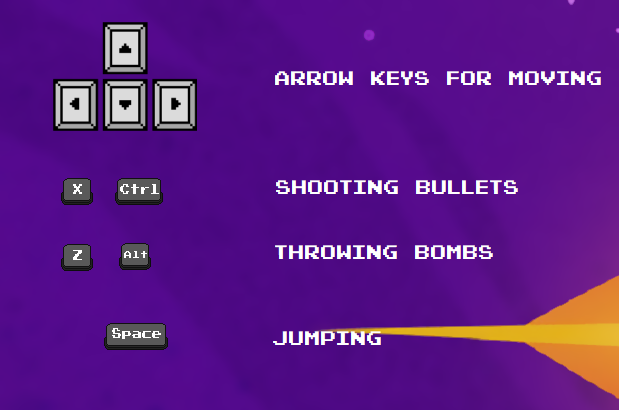 ARROW KEYS FOR MOVING
X Ctrl SHOOTING BULLETS
Z Alt THROWING BOMBS
Space JUMPING